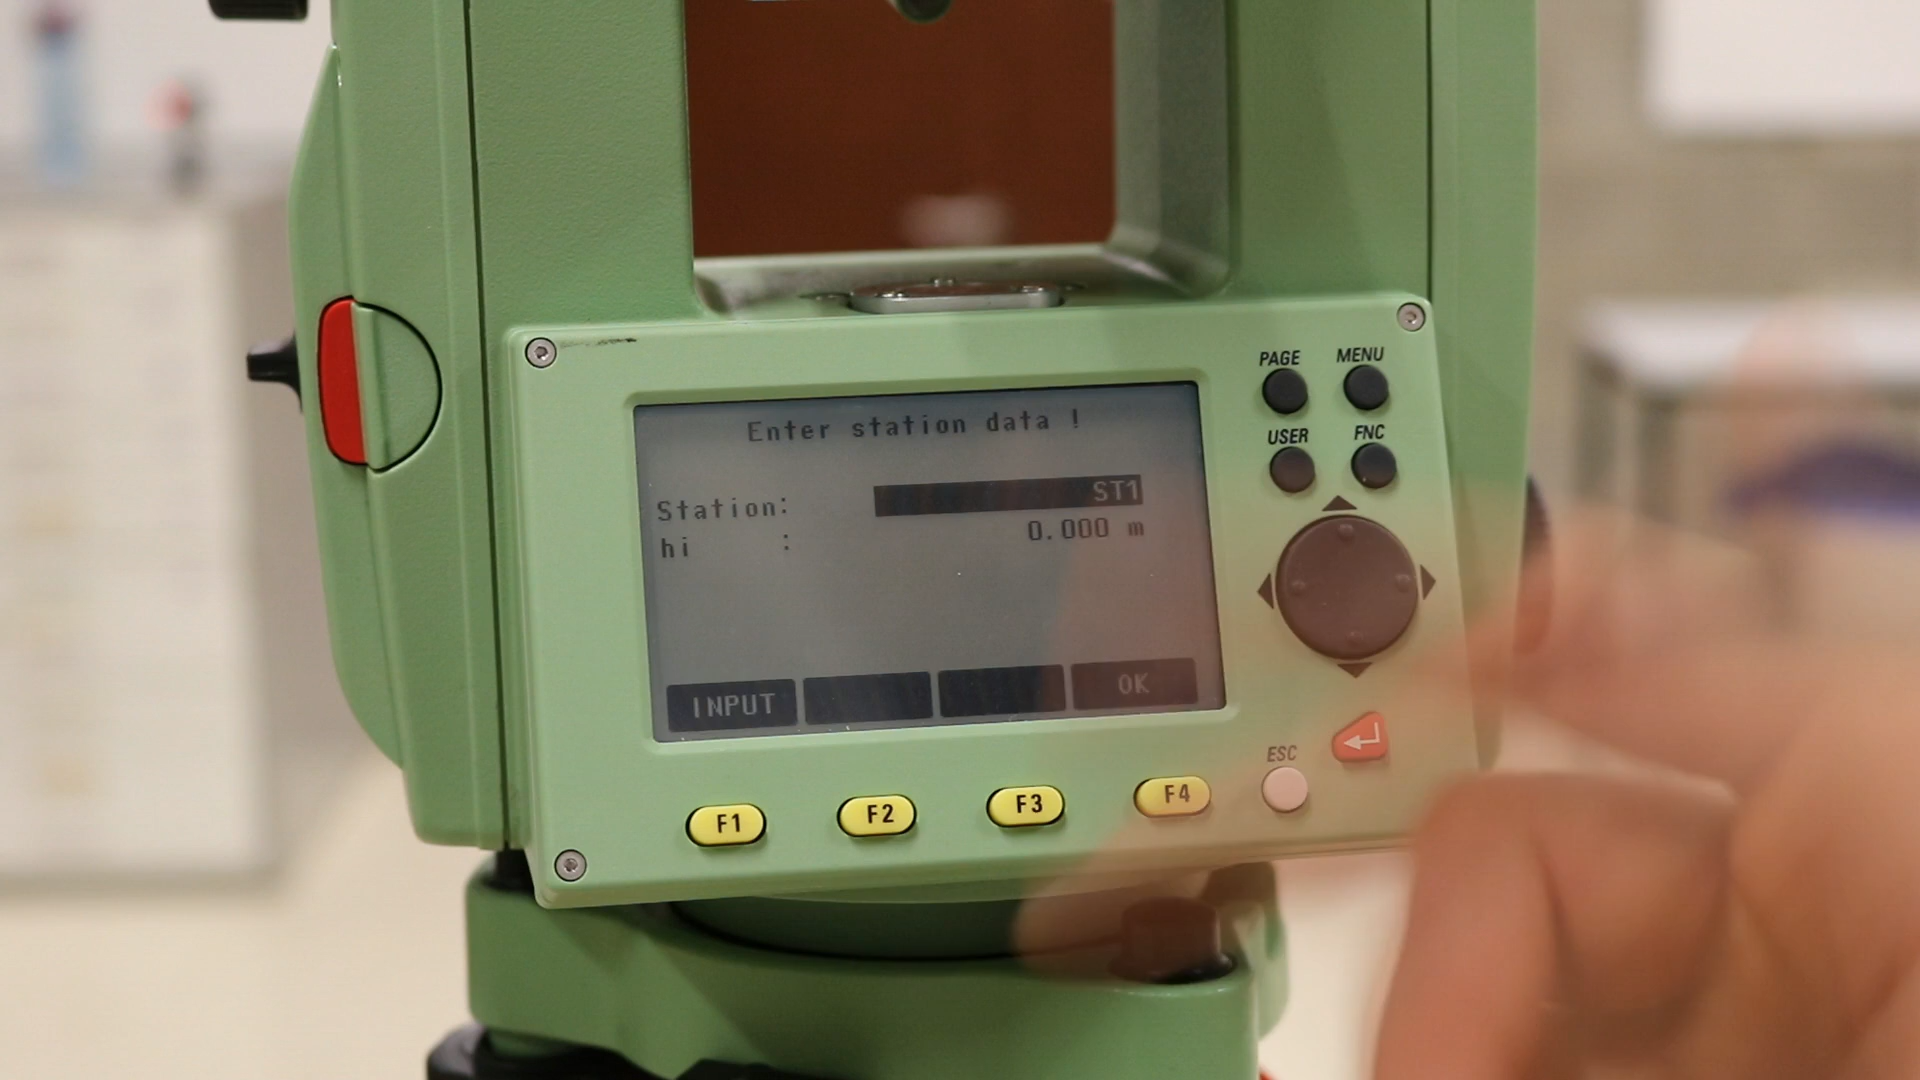 PAGE MENU
Enter station data !
USER FNC
Station: ST1
hi : 0.000 m
INPUT OK
ESC
F1 F2 F3 F4